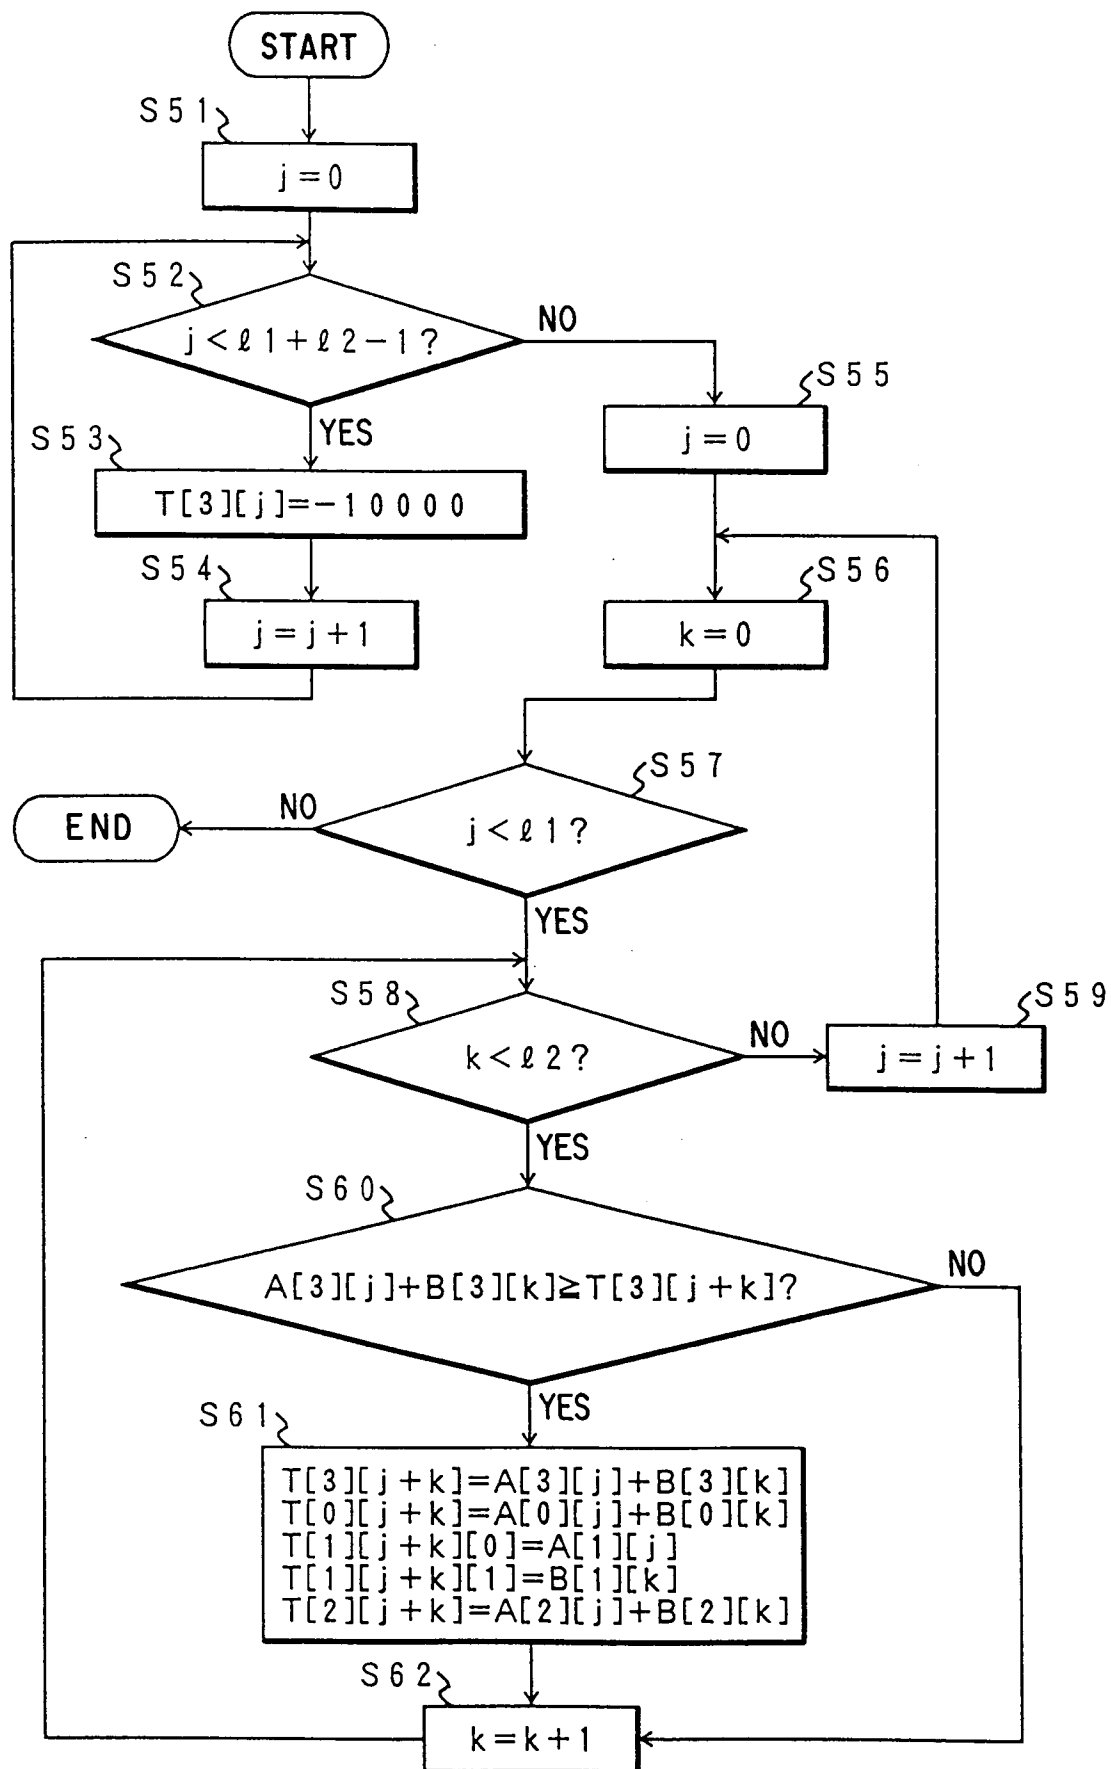 START
S51
j=0
S52
j<ℓ1+ℓ2-1?
NO
S55
j=0
YES
S53
T[3][j]=-10000
S54
j=j+1
S56
k=0
S57
j<ℓ1?
NO
END
YES
S58
k<ℓ2?
NO
S59
j=j+1
YES
S60
A[3][j]+B[3][k]≧T[3][j+k]?
NO
YES
S61
T[3][j+k]=A[3][j]+B[3][k]
T[0][j+k]=A[0][j]+B[0][k]
T[1][j+k][0]=A[1][j]
T[1][j+k][1]=B[1][k]
T[2][j+k]=A[2][j]+B[2][k]
S62
k=k+1